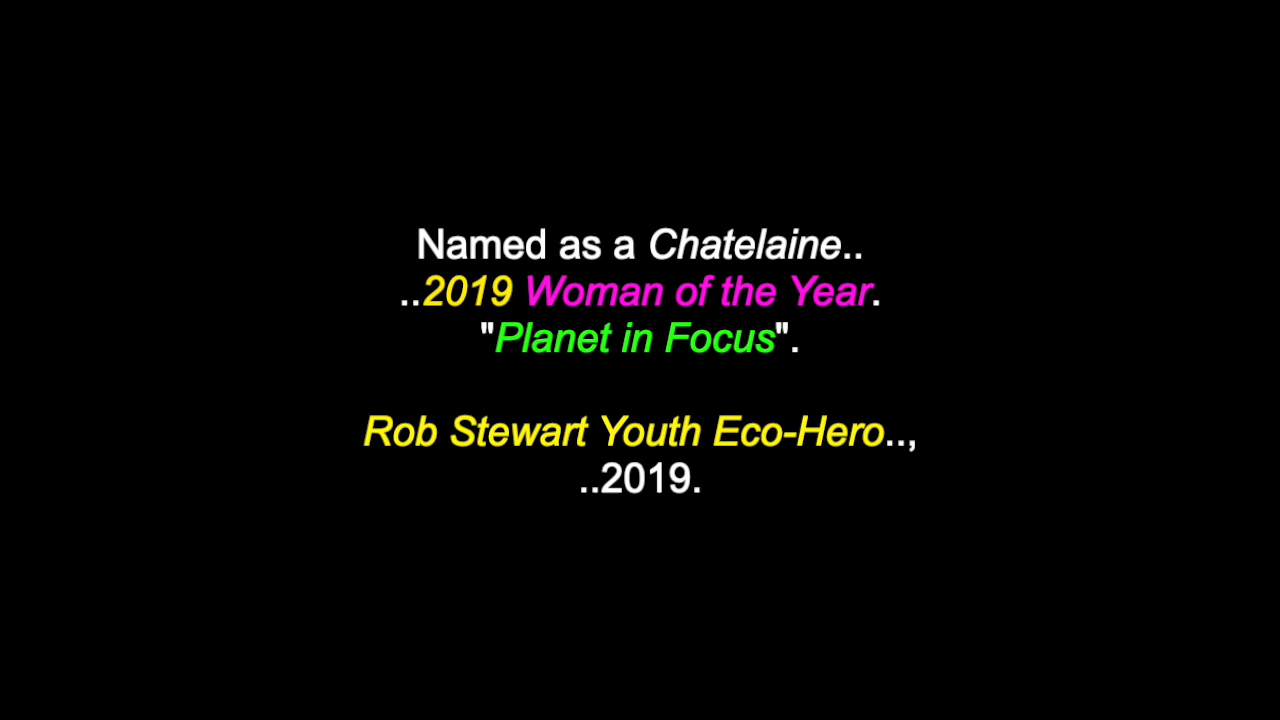 Named as a Chatelaine..
..2019 Woman of the Year.
"Planet in Focus".
Rob Stewart Youth Eco-Hero..,
..2019.